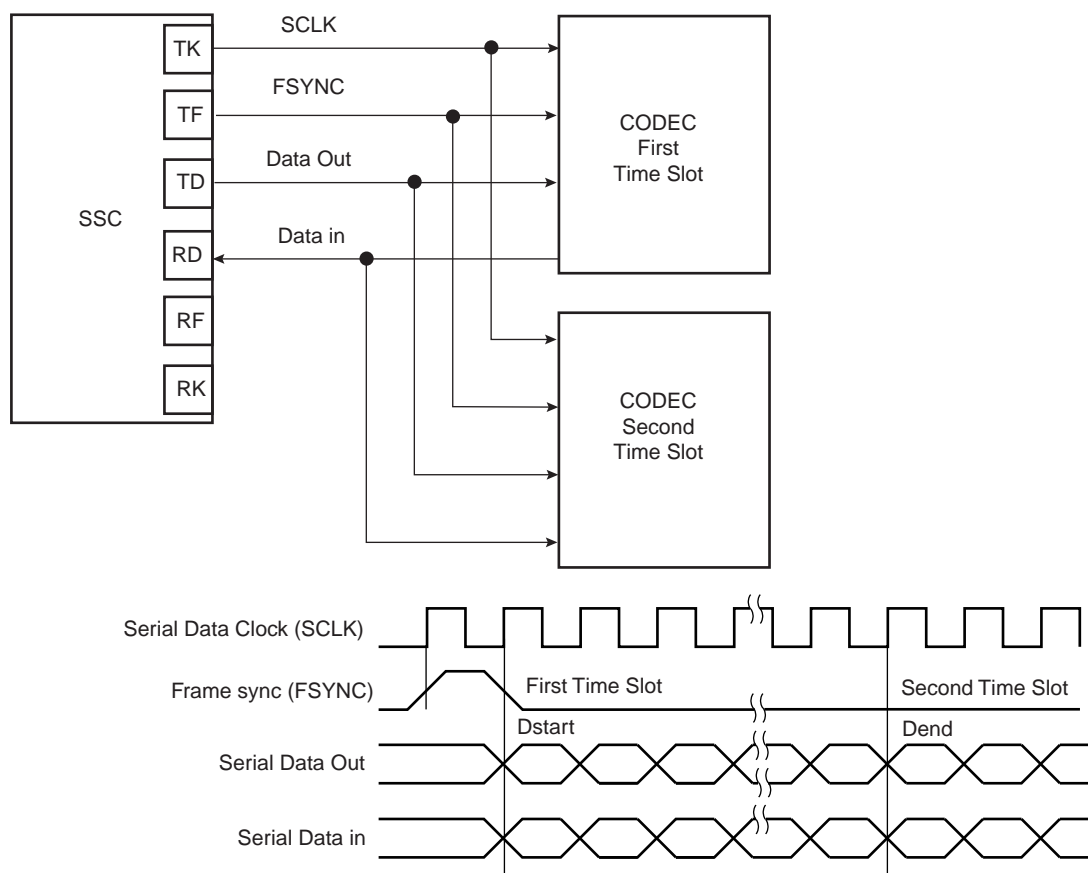 SSC
TK
TF
TD
RD
RF
RK
SCLK
FSYNC
Data Out
Data in
CODEC
First
Time Slot
CODEC
Second
Time Slot
Serial Data Clock (SCLK)
Frame sync (FSYNC)
First Time Slot
Second Time Slot
Dstart
Dend
Serial Data Out
Serial Data in